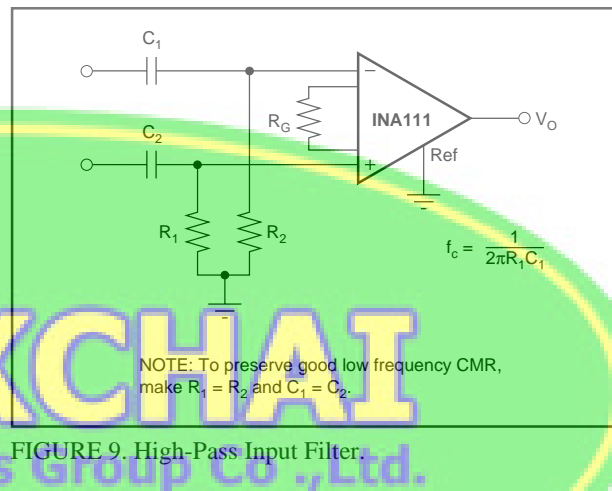 C1
−
RG
INA111
VO
C2
+
Ref
R1
R2
fc = 1
2πR1C1
NOTE: To preserve good low frequency CMR,
make R1 = R2 and C1 = C2.
KCHAI
FIGURE 9. High-Pass Input Filter.
s Group Co .,Ltd.